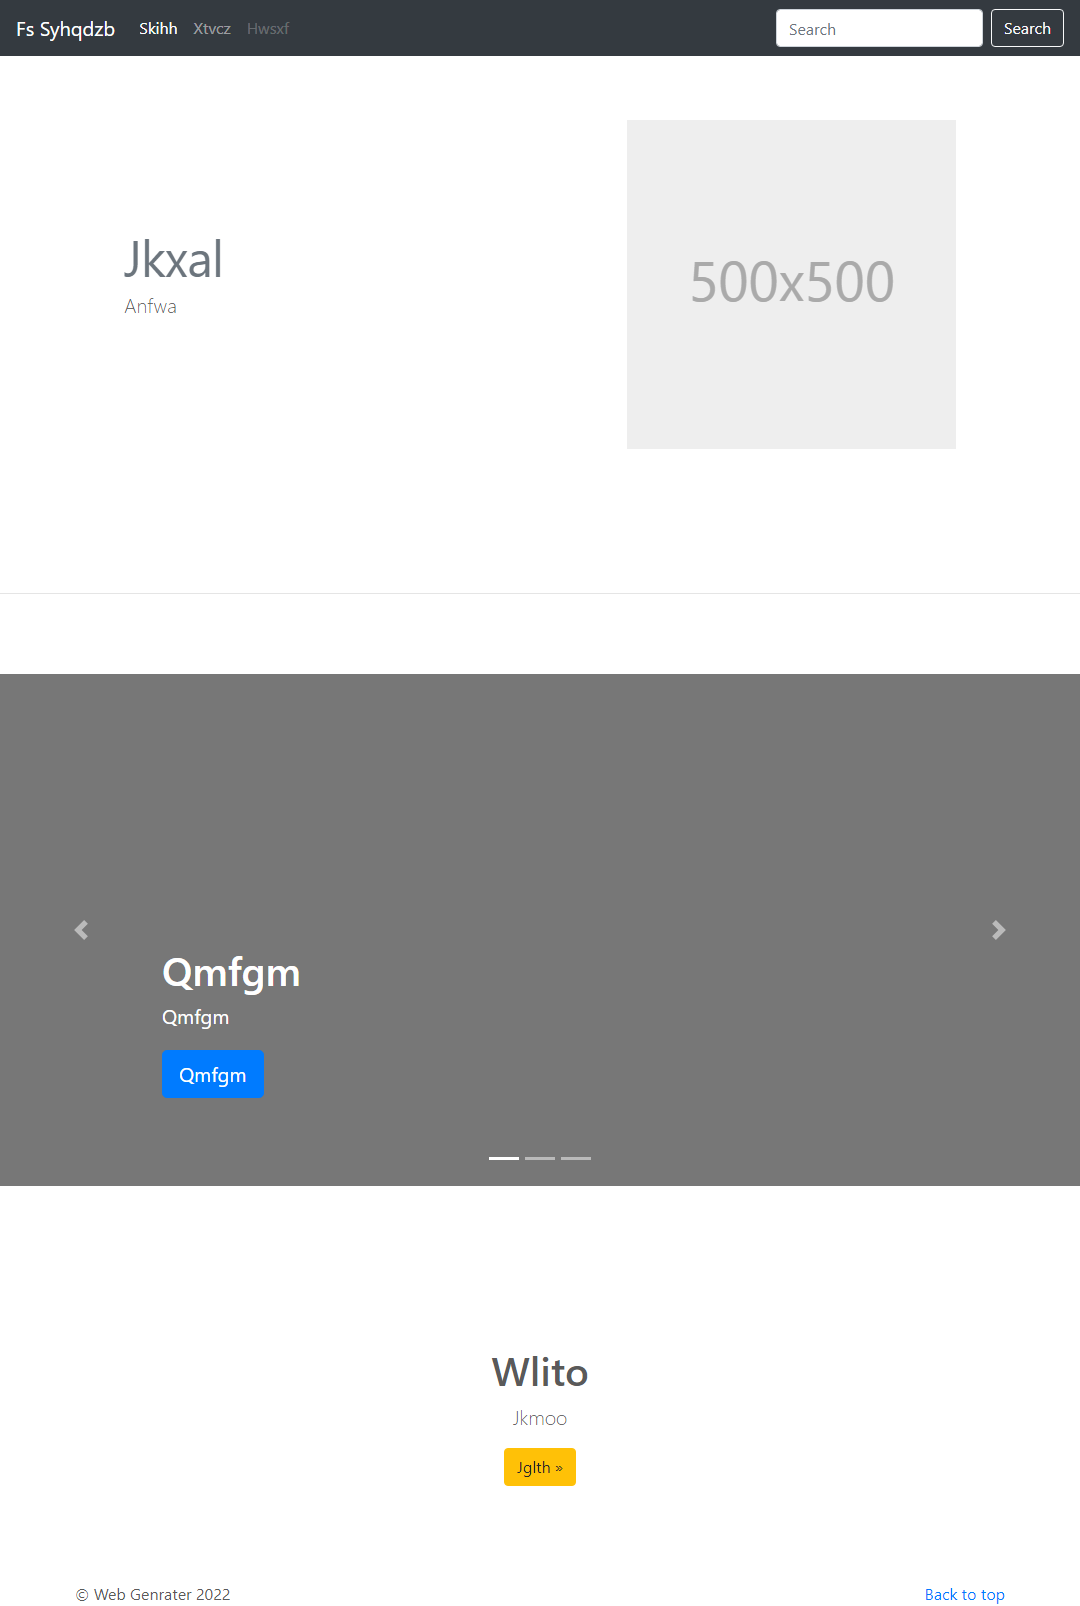 Fs Syhqdzb Skihh Xtvcz Hwsxf Search Search
Jkxal
Anfwa
500x500
Qmfgm
Qmfgm
Qmfgm
Wlito
Jkmoo
Jglth »
© Web Genrater 2022 Back to top